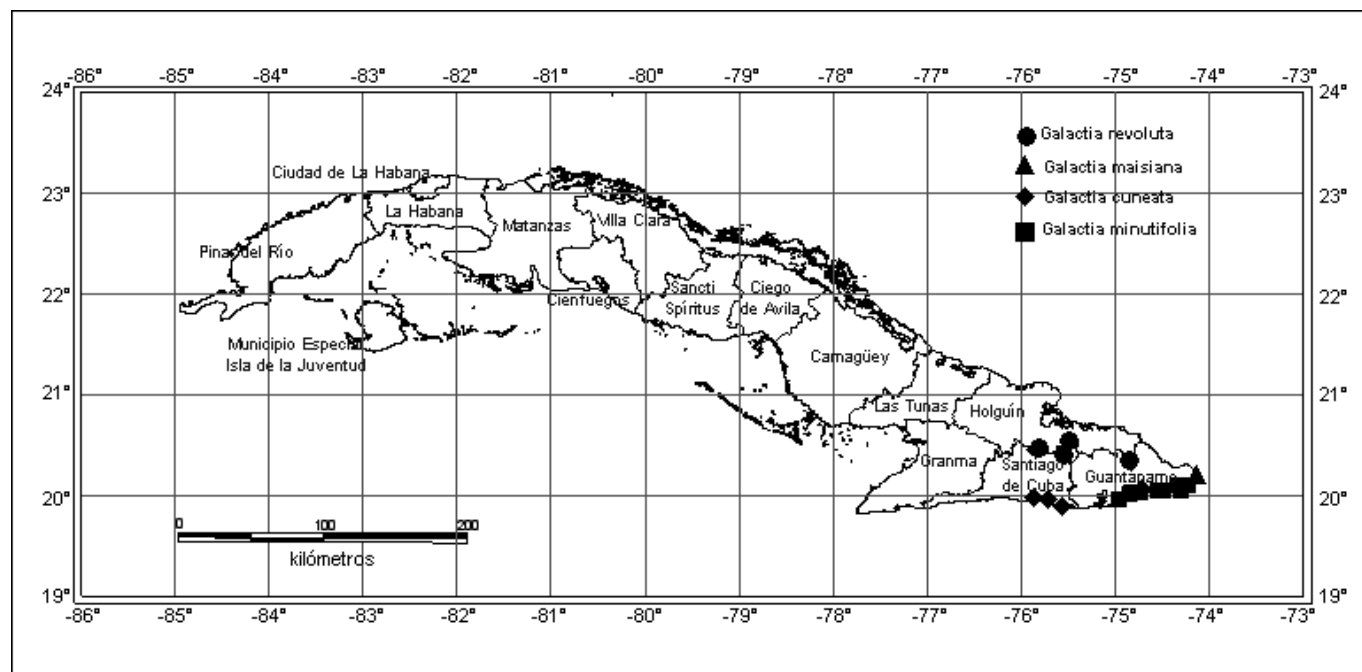 -86° -85° -84° -83° -82° -81° -80° -79° -78° -77° -76° -75° -74° -73°
24° 24°
Galactia revoluta
Galactia maisiana
Ciudad de La Habana
23° 23°
Galactia cuneata
La Habana
Matanzas
Villa Clara
Galactia minutifolia
Pinar del Río
22° 22°
Cienfuegos
Sancti
Spíritus
Ciego
de Avila
Municipio Especial
Isla de la Juventud
Camagüey
21° 21°
Las Tunas
Holguín
Granma
Santiago
de Cuba
Guantánamo
20° 20°
0 100 200
kilómetros
19° 19°
-86° -85° -84° -83° -82° -81° -80° -79° -78° -77° -76° -75° -74° -73°